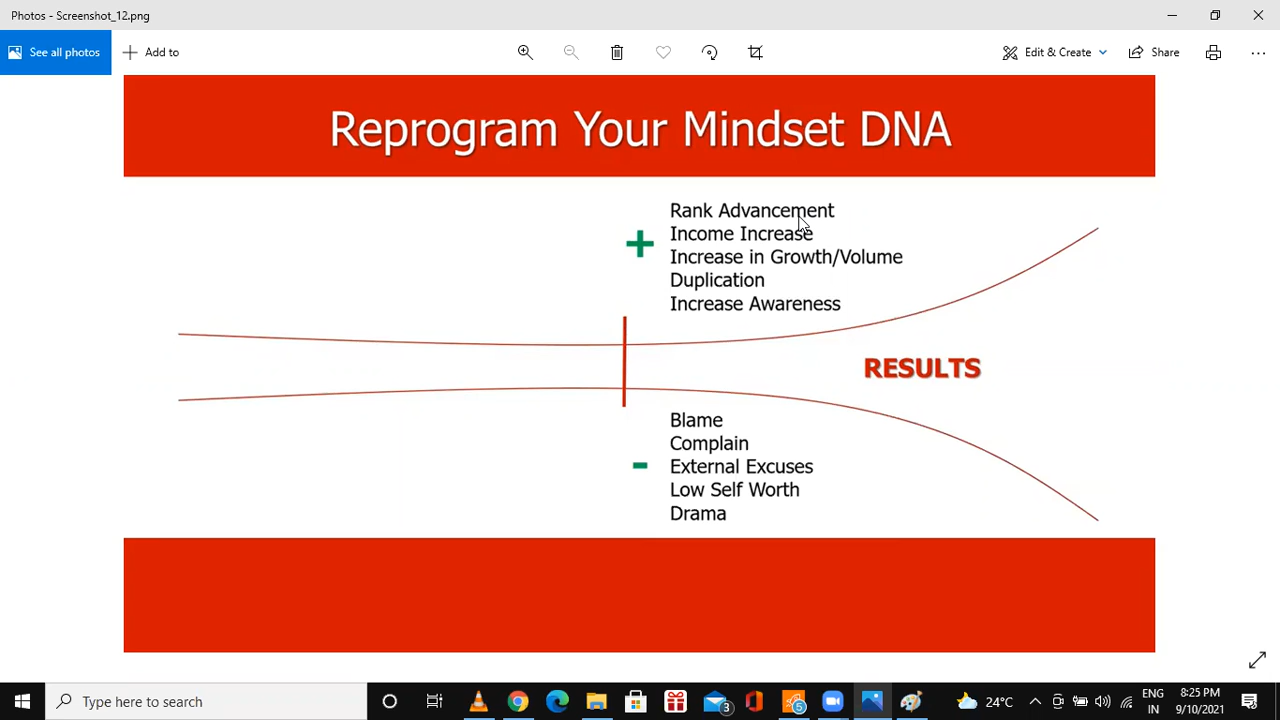 Photos - Screenshot_12.png
See all photos
Add to
Edit & Create
Share
Reprogram Your Mindset DNA
+
Rank Advancement
Income Increase
Increase in Growth/Volume
Duplication
Increase Awareness
RESULTS
-
Blame
Complain
External Excuses
Low Self Worth
Drama
Type here to search
3
5
24°C
ENG
IN
8:25 PM
9/10/2021